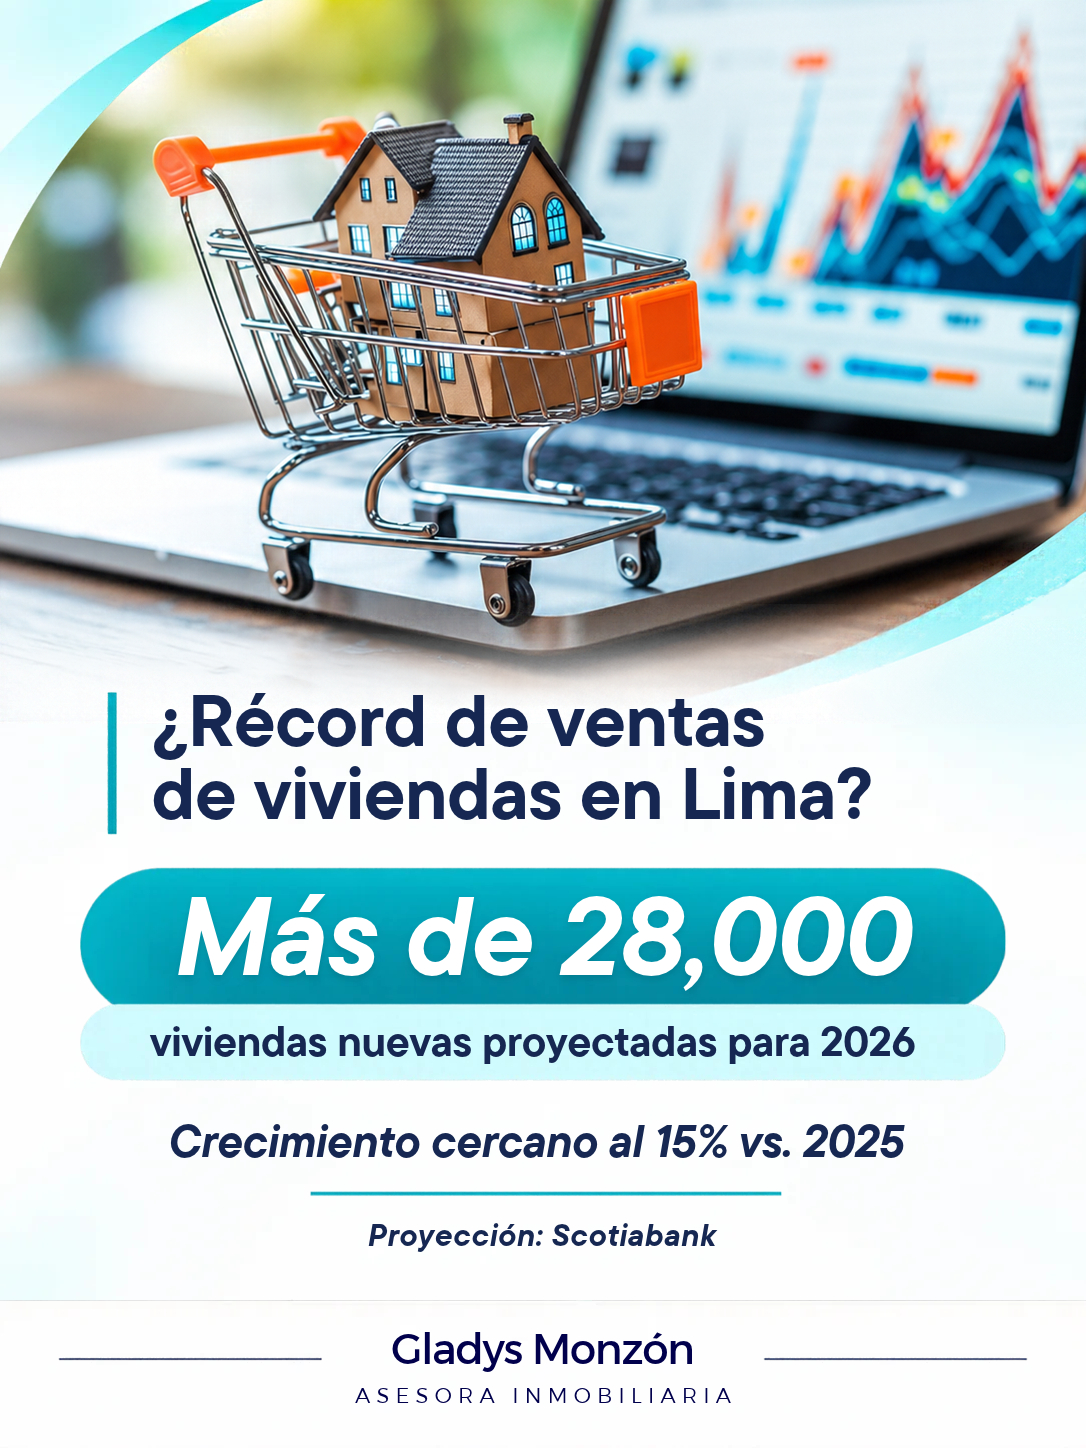 ¿Récord de ventas
de viviendas en Lima?
Más de 28,000
viviendas nuevas proyectadas para 2026
Crecimiento cercano al 15% vs. 2025
Proyección: Scotiabank
Gladys Monzón
ASESORA INMOBILIARIA